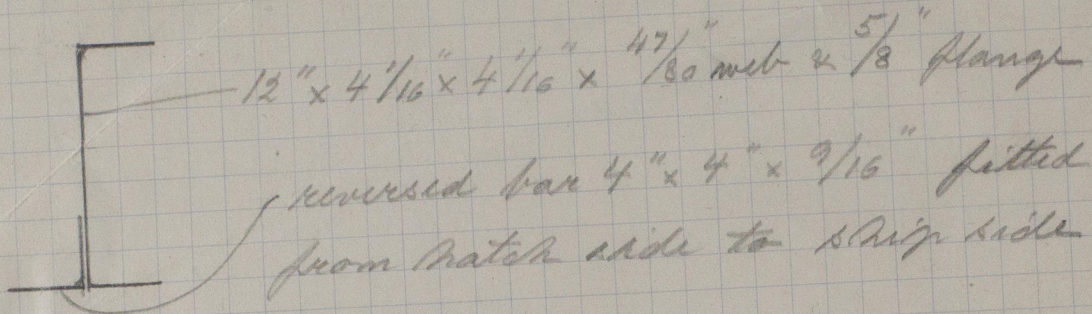 12" x 4 1/16" x 4 1/16" x 47/80" web x 5/8" flange
reversed bar 4" x 4" x 9/16" fitted
from hatch side to ship side